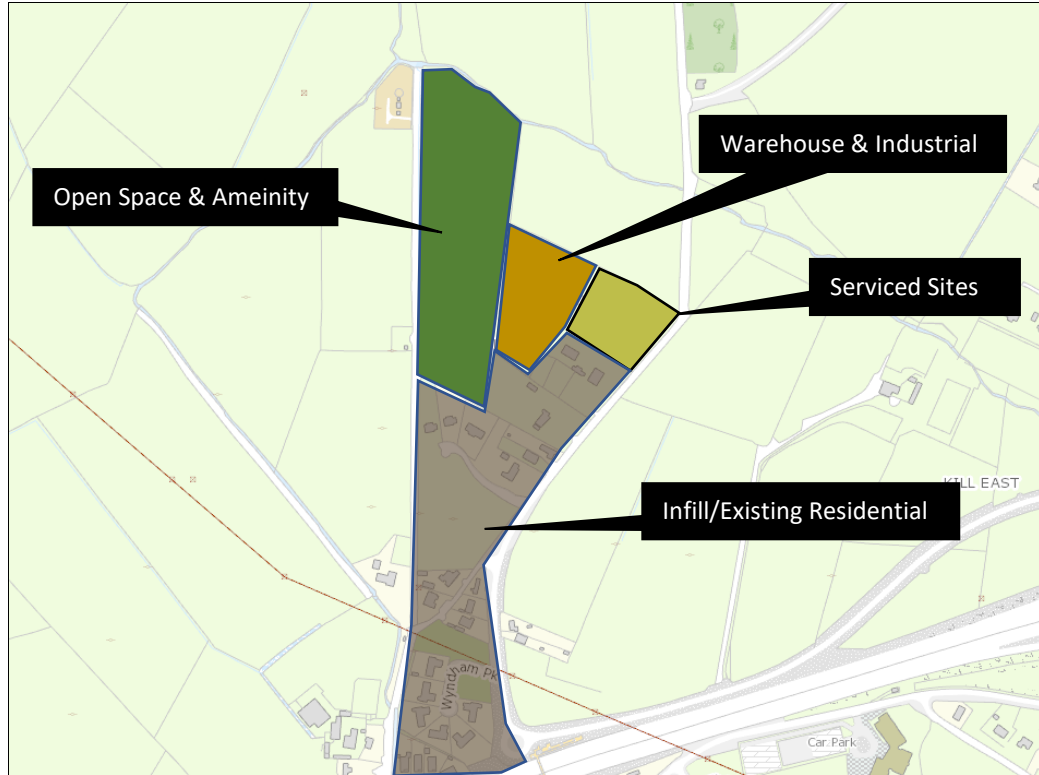 Warehouse & Industrial
Open Space & Ameinity
Serviced Sites
KILL EAST
Infill/Existing Residential
Wyndham Pk
Car Park